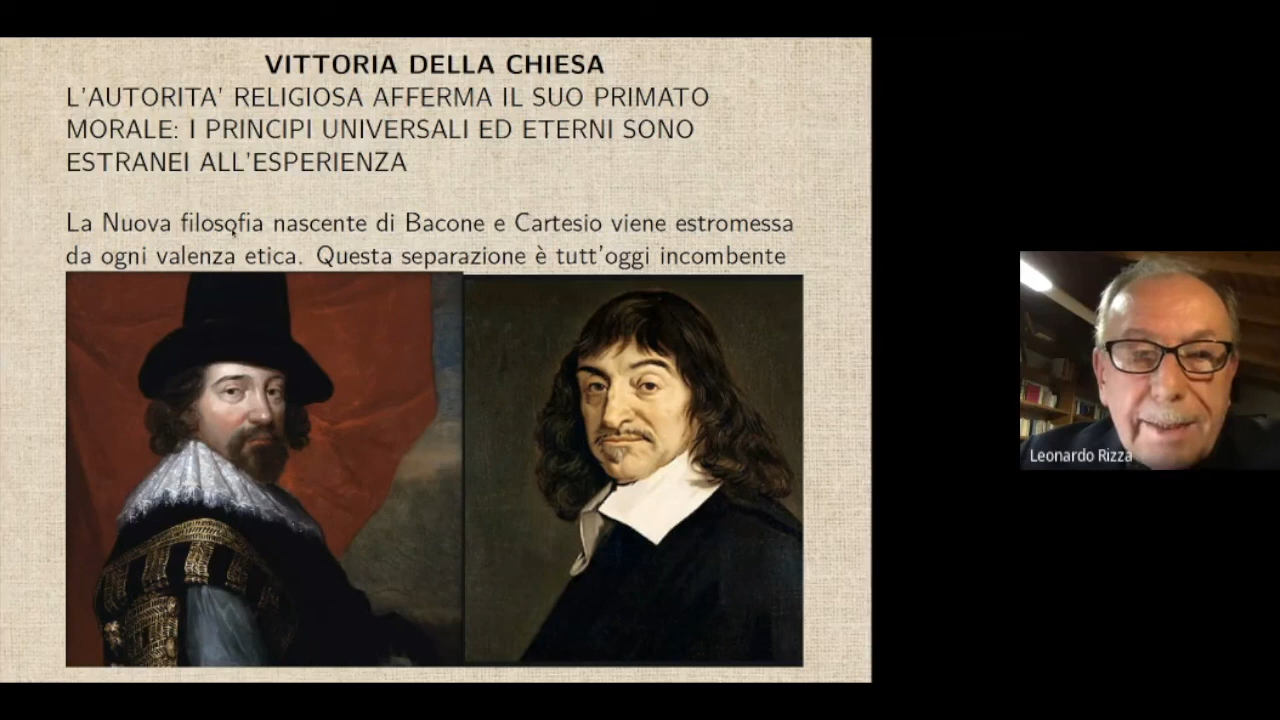 VITTORIA DELLA CHIESA
L'AUTORITA' RELIGIOSA AFFERMA IL SUO PRIMATO
MORALE: I PRINCIPI UNIVERSALI ED ETERNI SONO
ESTRANEI ALL'ESPERIENZA
La Nuova filosofia nascente di Bacone e Cartesio viene estromessa
da ogni valenza etica. Questa separazione è tutt'oggi incombente
Leonardo Rizza